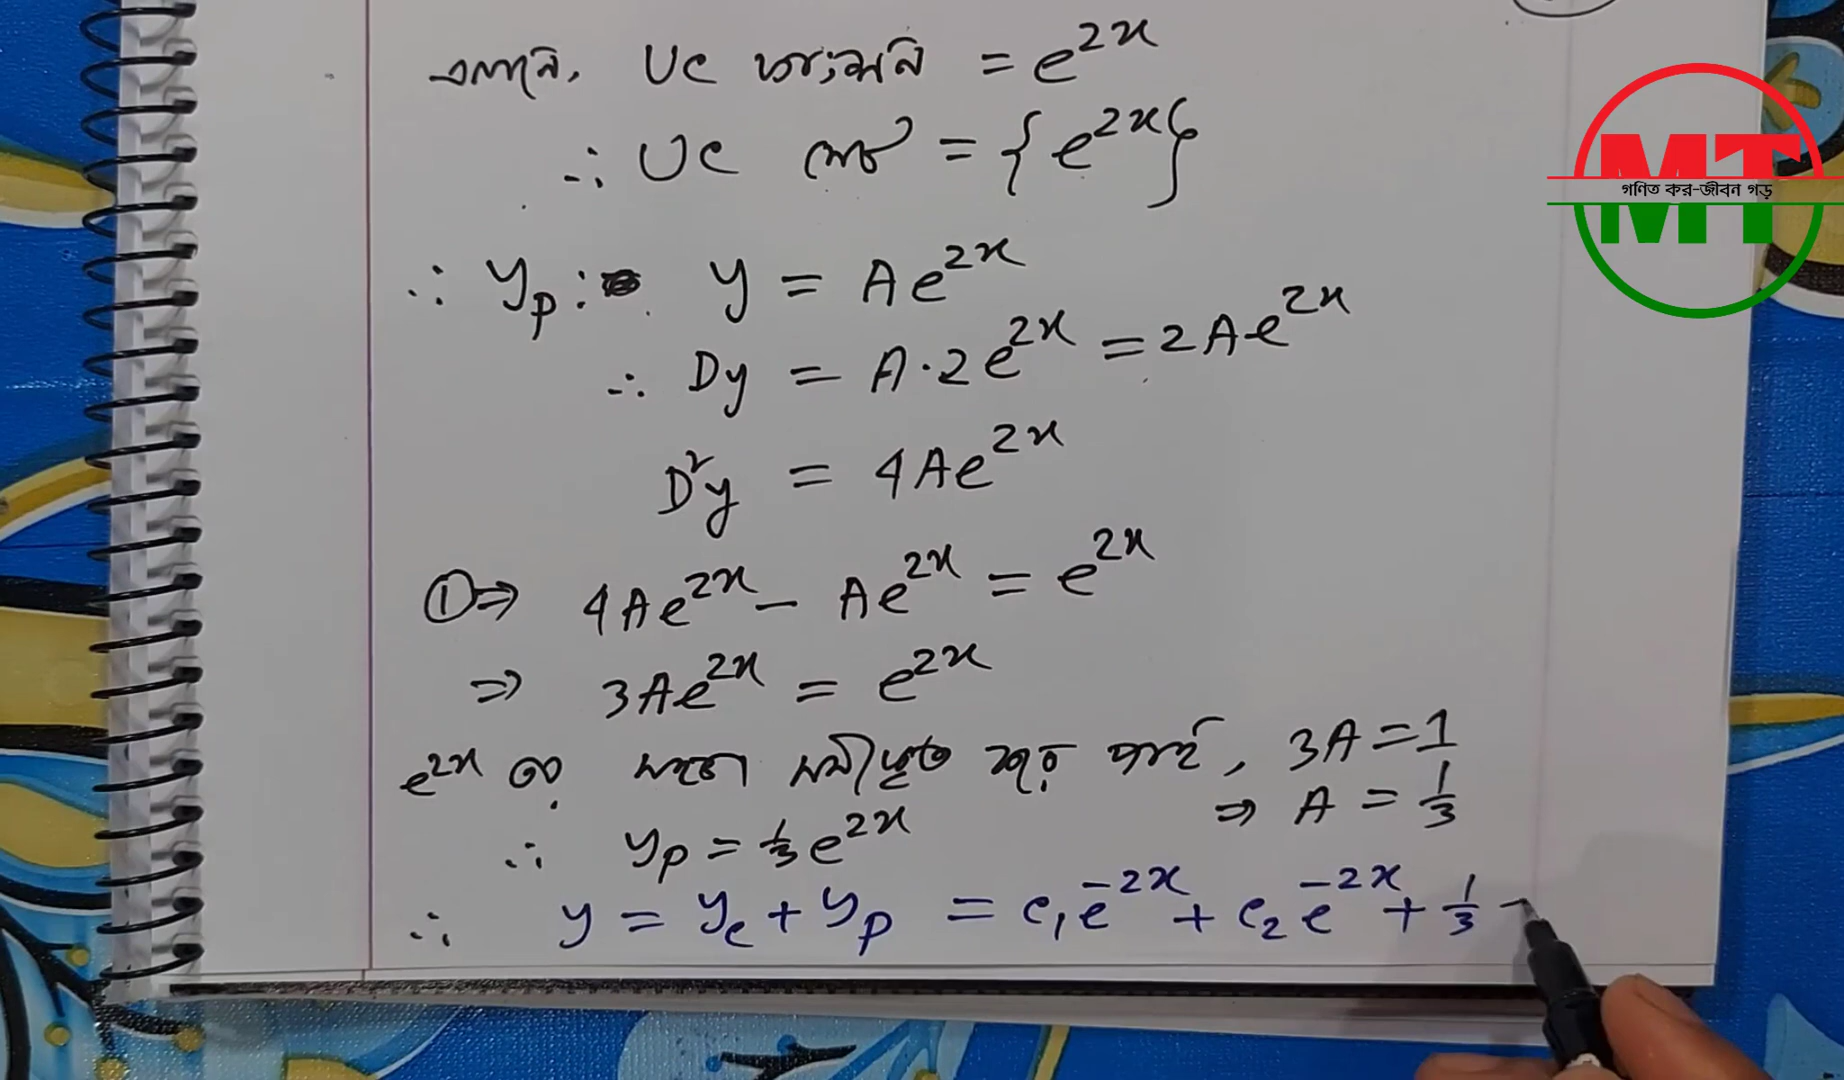 এখানে, UC ফাংশন = e^{2x}
∴ UC সেট = {e^{2x}}
∴ y_p : y = Ae^{2x}
∴ Dy = A·2e^{2x} = 2Ae^{2x}
D²y = 4Ae^{2x}
① ⇒ 4Ae^{2x} - Ae^{2x} = e^{2x}
⇒ 3Ae^{2x} = e^{2x}
e^{2x} এর সহগ সমীকৃত করে পাই, 3A = 1
⇒ A = 1/3
∴ y_p = 1/3 e^{2x}
∴ y = y_c + y_p = c₁e^{-2x} + c₂e^{-2x} + 1/3
MT
গণিত কর-জীবন গড়
MT